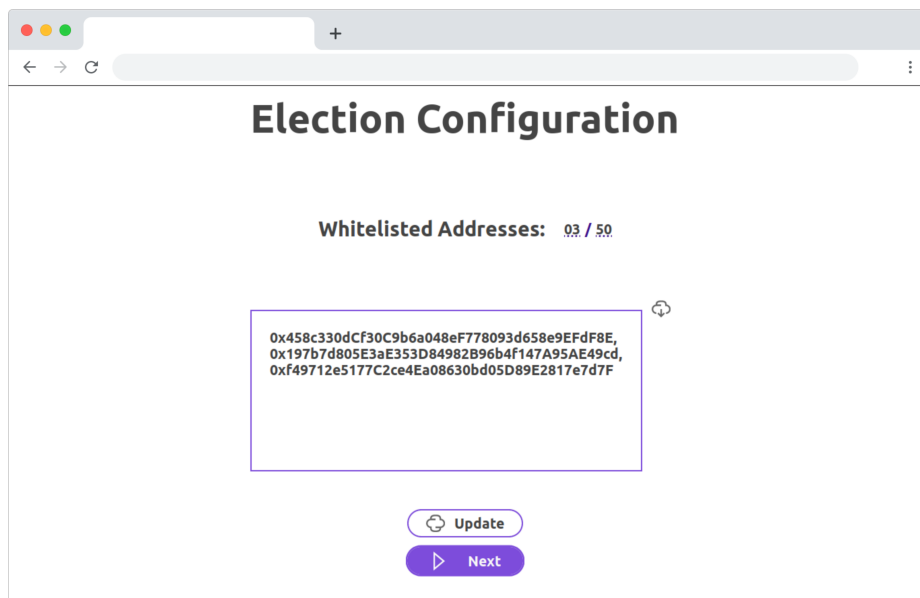 Election Configuration
Whitelisted Addresses: 03 / 50
0x458c330dCf30C9b6a048eF778093d658e9EFdF8E,
0x197b7d805E3aE353D84982B96b4f147A95AE49cd,
0xf49712e5177C2ce4Ea08630bd05D89E2817e7d7F
Update
Next